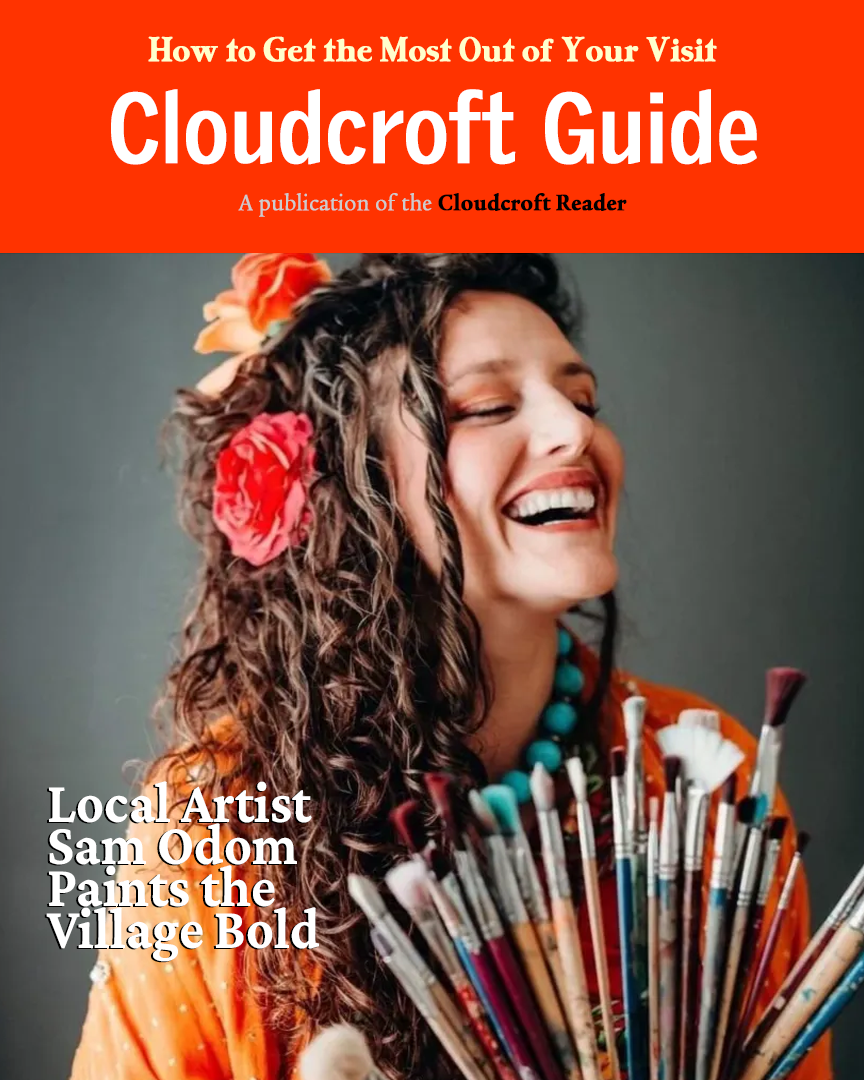 How to Get the Most Out of Your Visit
Cloudcroft Guide
A publication of the Cloudcroft Reader
Local Artist
Sam Odom
Paints the
Village Bold